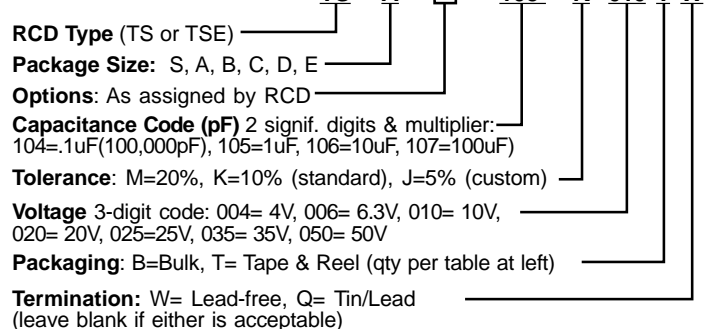 RCD Type (TS or TSE)
Package Size: S, A, B, C, D, E
Options: As assigned by RCD
Capacitance Code (pF) 2 signif. digits & multiplier:
104=.1uF(100,000pF), 105=1uF, 106=10uF, 107=100uF)
Tolerance: M=20%, K=10% (standard), J=5% (custom)
Voltage 3-digit code: 004= 4V, 006= 6.3V, 010= 10V,
020= 20V, 025=25V, 035= 35V, 050= 50V
Packaging: B=Bulk, T= Tape & Reel (qty per table at left)
Termination: W= Lead-free, Q= Tin/Lead
(leave blank if either is acceptable)